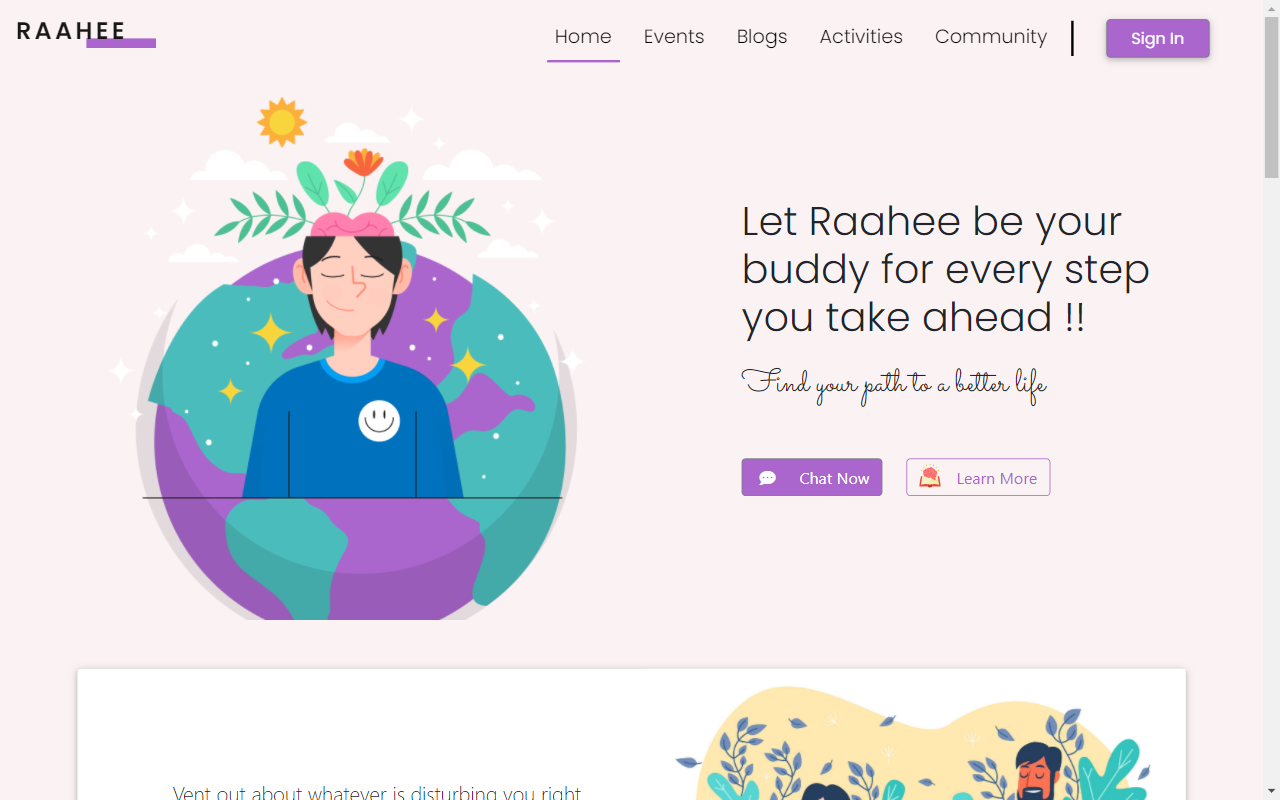 RAAHEE
Home Events Blogs Activities Community Sign In
Let Raahee be your
buddy for every step
you take ahead !!
Find your path to a better life
Chat Now Learn More
Vent out about whatever is disturbing you right